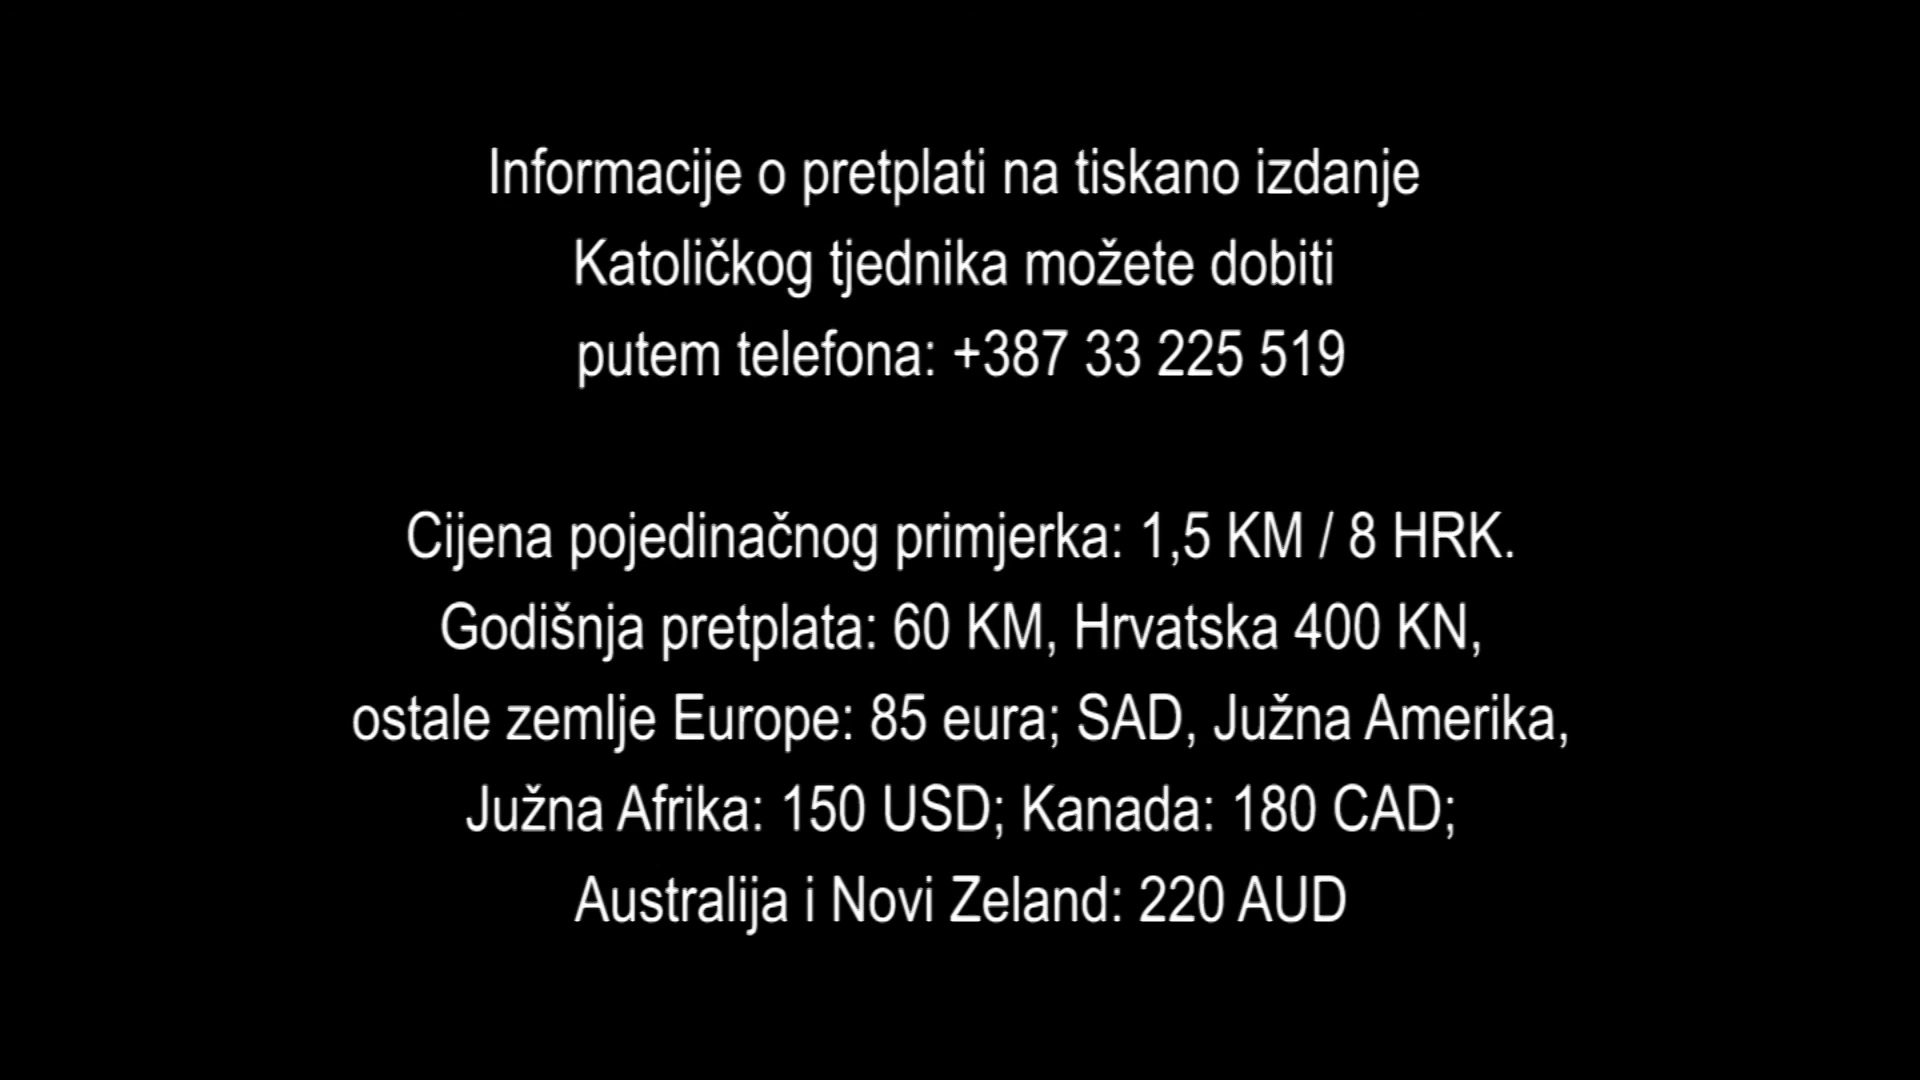 Informacije o pretplati na tiskano izdanje
Katoličkog tjednika možete dobiti
putem telefona: +387 33 225 519
Cijena pojedinačnog primjerka: 1,5 KM / 8 HRK.
Godišnja pretplata: 60 KM, Hrvatska 400 KN,
ostale zemlje Europe: 85 eura; SAD, Južna Amerika,
Južna Afrika: 150 USD; Kanada: 180 CAD;
Australija i Novi Zeland: 220 AUD